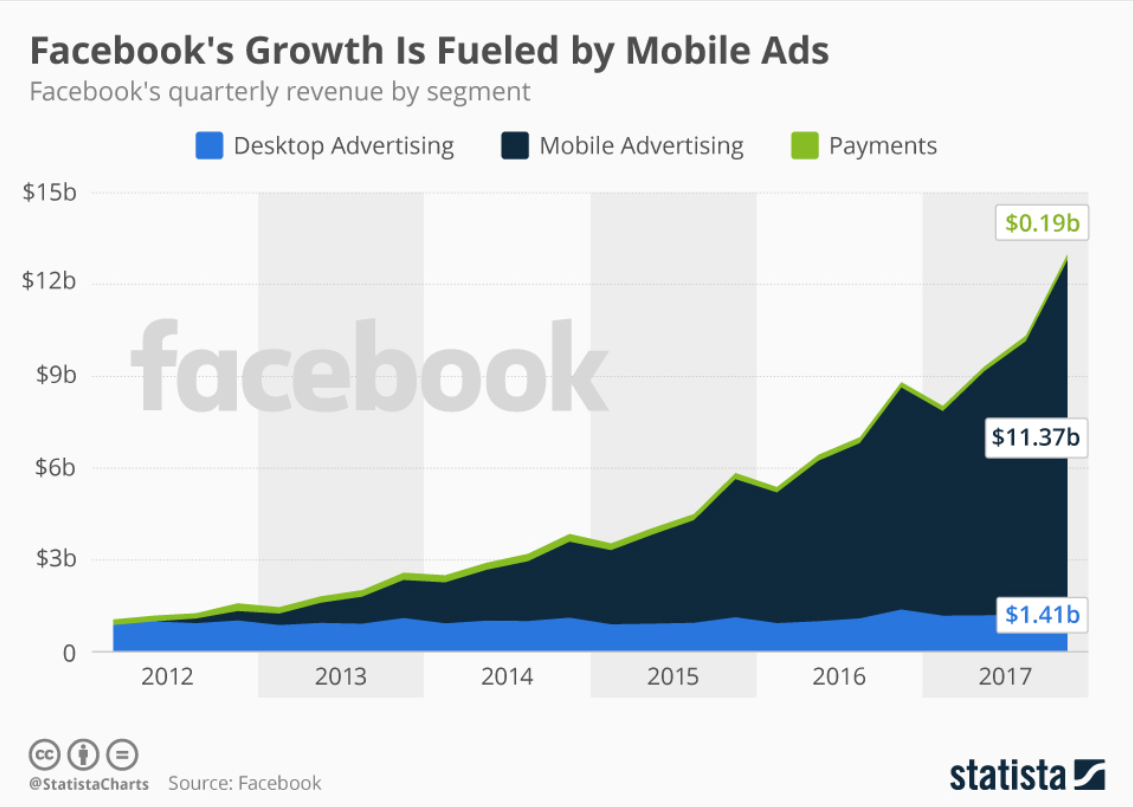 Facebook's Growth Is Fueled by Mobile Ads
Facebook's quarterly revenue by segment
Desktop Advertising Mobile Advertising Payments
$15b
$0.19b
$12b
facebook
$9b
$11.37b
$6b
$3b
$1.41b
0
2012 2013 2014 2015 2016 2017
cc
@StatistaCharts Source: Facebook
statista